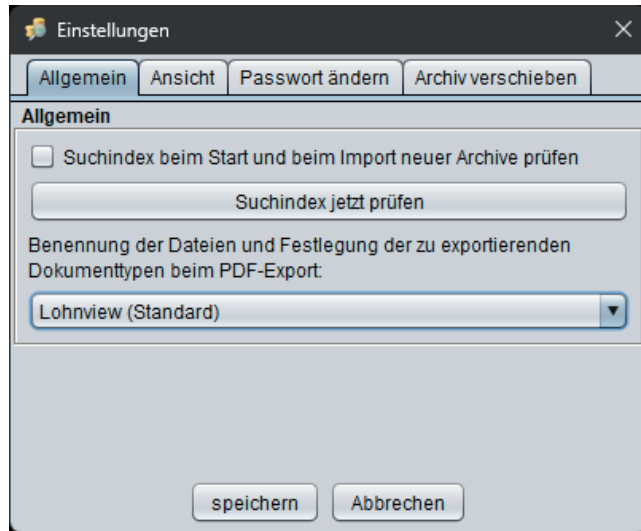 Einstellungen
Allgemein Ansicht Passwort ändern Archiv verschieben
Allgemein
Suchindex beim Start und beim Import neuer Archive prüfen
Suchindex jetzt prüfen
Benennung der Dateien und Festlegung der zu exportierenden
Dokumenttypen beim PDF-Export:
Lohnview (Standard)
speichern Abbrechen